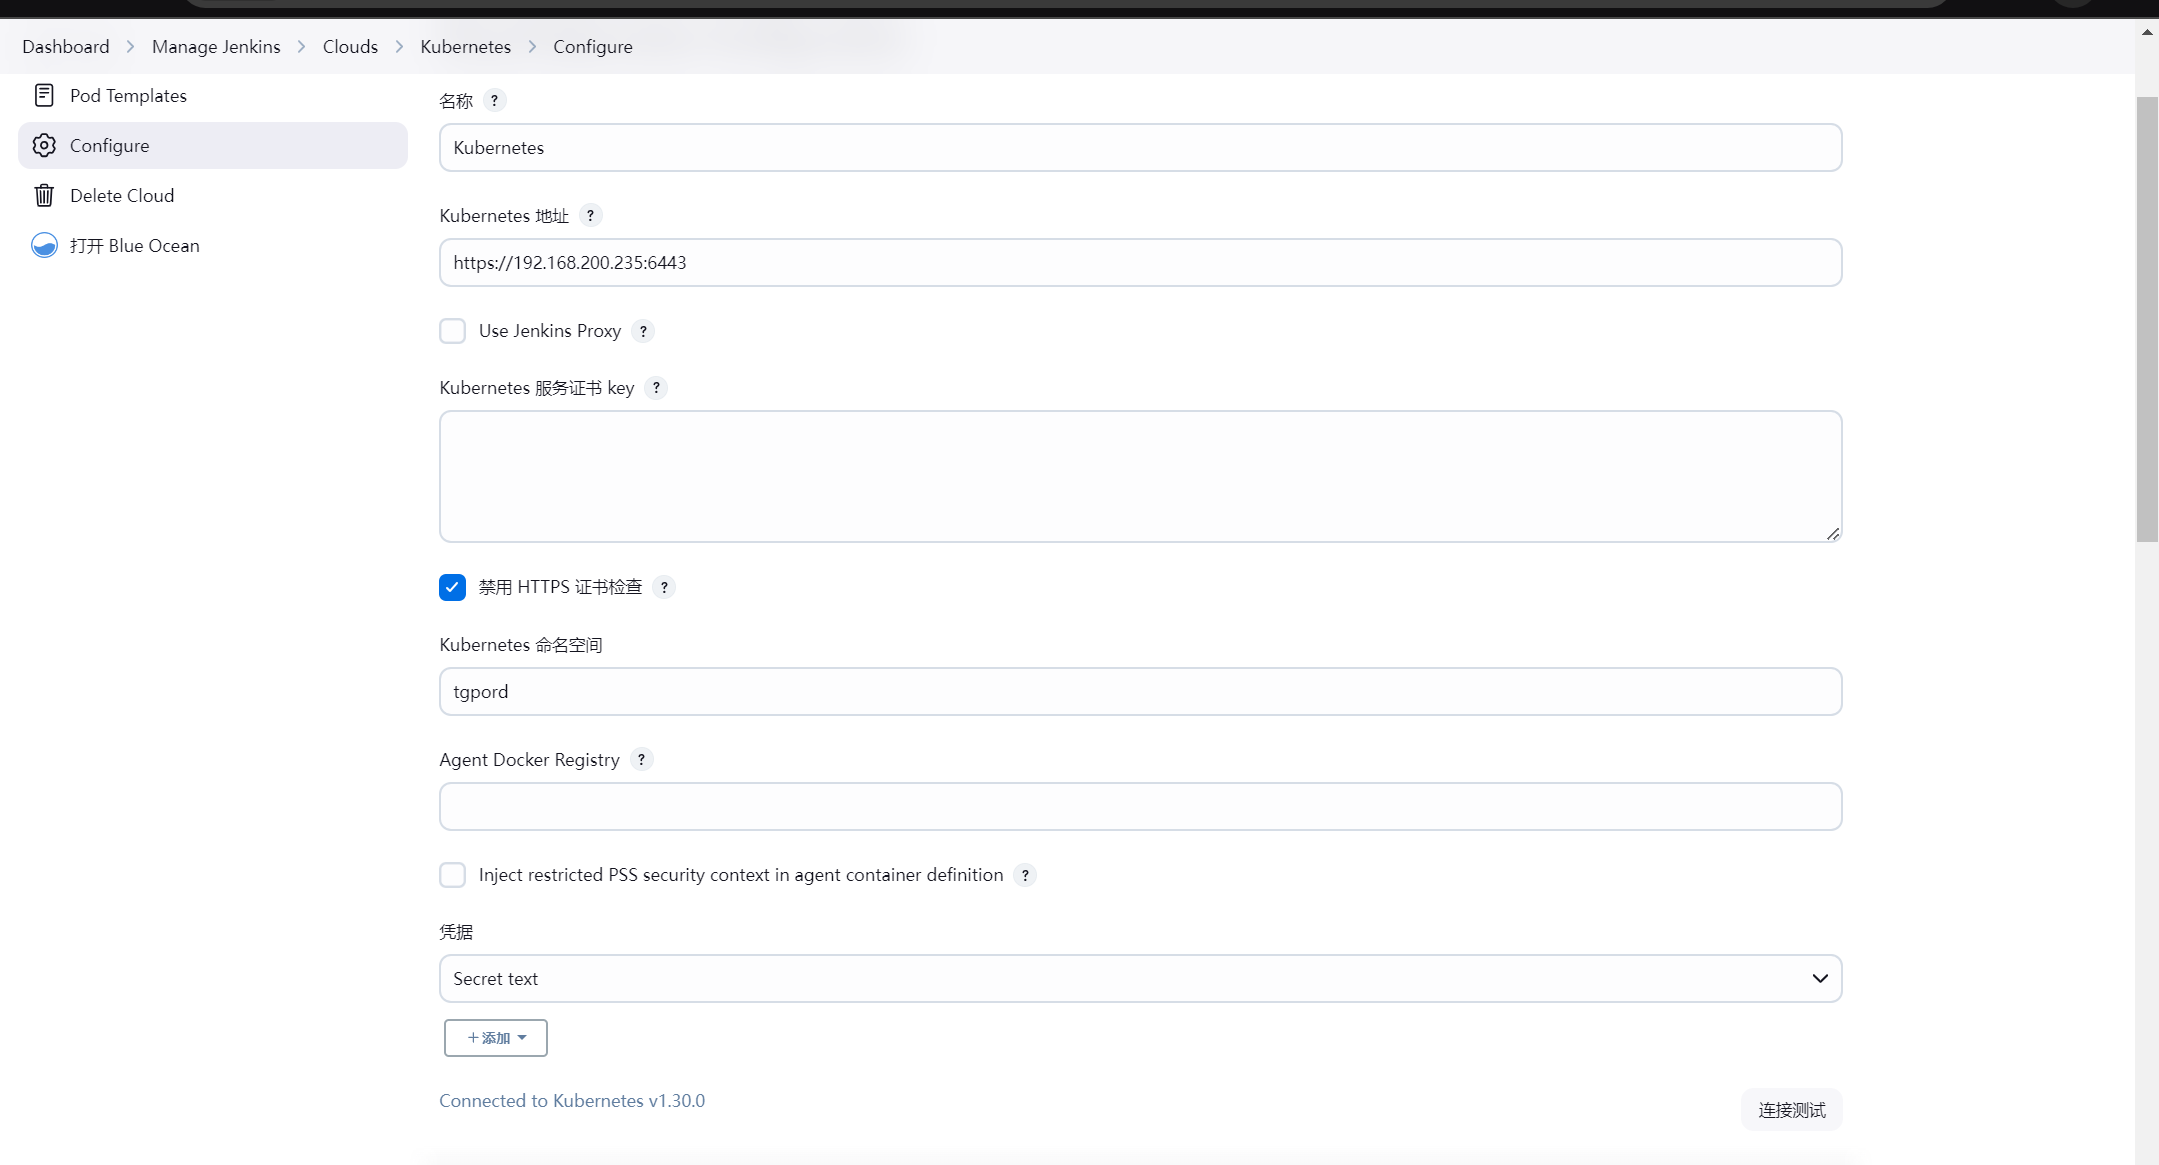 Dashboard > Manage Jenkins > Clouds > Kubernetes > Configure
Pod Templates
Configure
Delete Cloud
打开 Blue Ocean
名称 ?
Kubernetes
Kubernetes 地址 ?
https://192.168.200.235:6443
Use Jenkins Proxy ?
Kubernetes 服务证书 key ?
禁用 HTTPS 证书检查 ?
Kubernetes 命名空间
tgpord
Agent Docker Registry ?
Inject restricted PSS security context in agent container definition ?
凭据
Secret text
+添加
Connected to Kubernetes v1.30.0
连接测试